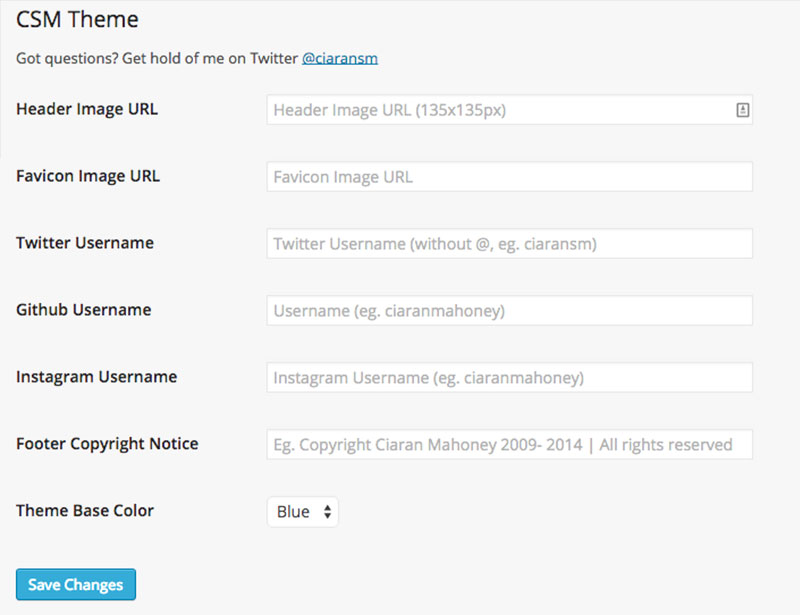 CSM Theme
Got questions? Get hold of me on Twitter @ciaransm
Header Image URL Header Image URL (135x135px)
Favicon Image URL Favicon Image URL
Twitter Username Twitter Username (without @, eg. ciaransm)
Github Username Username (eg. ciaranmahoney)
Instagram Username Instagram Username (eg. ciaranmahoney)
Footer Copyright Notice Eg. Copyright Ciaran Mahoney 2009- 2014 | All rights reserved
Theme Base Color Blue
Save Changes